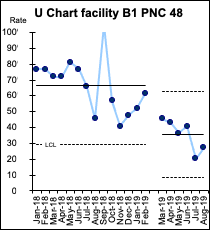 U Chart facility B1 PNC 48
Rate
100'
90
80
70
60
50
40
30
20
10
0
LCL
Jan-18
Feb-18
Mar-18
Apr-18
May-18
Jun-18
Jul-18
Aug-18
Sep-18
Oct-18
Nov-18
Dec-18
Jan-19
Feb-19
Mar-19
Apr-19
May-19
Jun-19
Jul-19
Aug-19